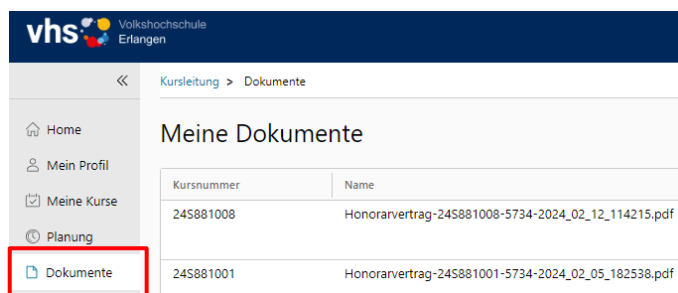 vhs Volkshochschule
Erlangen
Kursleitung > Dokumente
Home
Mein Profil
Meine Kurse
Planung
Dokumente
Meine Dokumente
Kursnummer Name
24S881008 Honorarvertrag-24S881008-5734-2024_02_12_114215.pdf
24S881001 Honorarvertrag-24S881001-5734-2024_02_05_182538.pdf